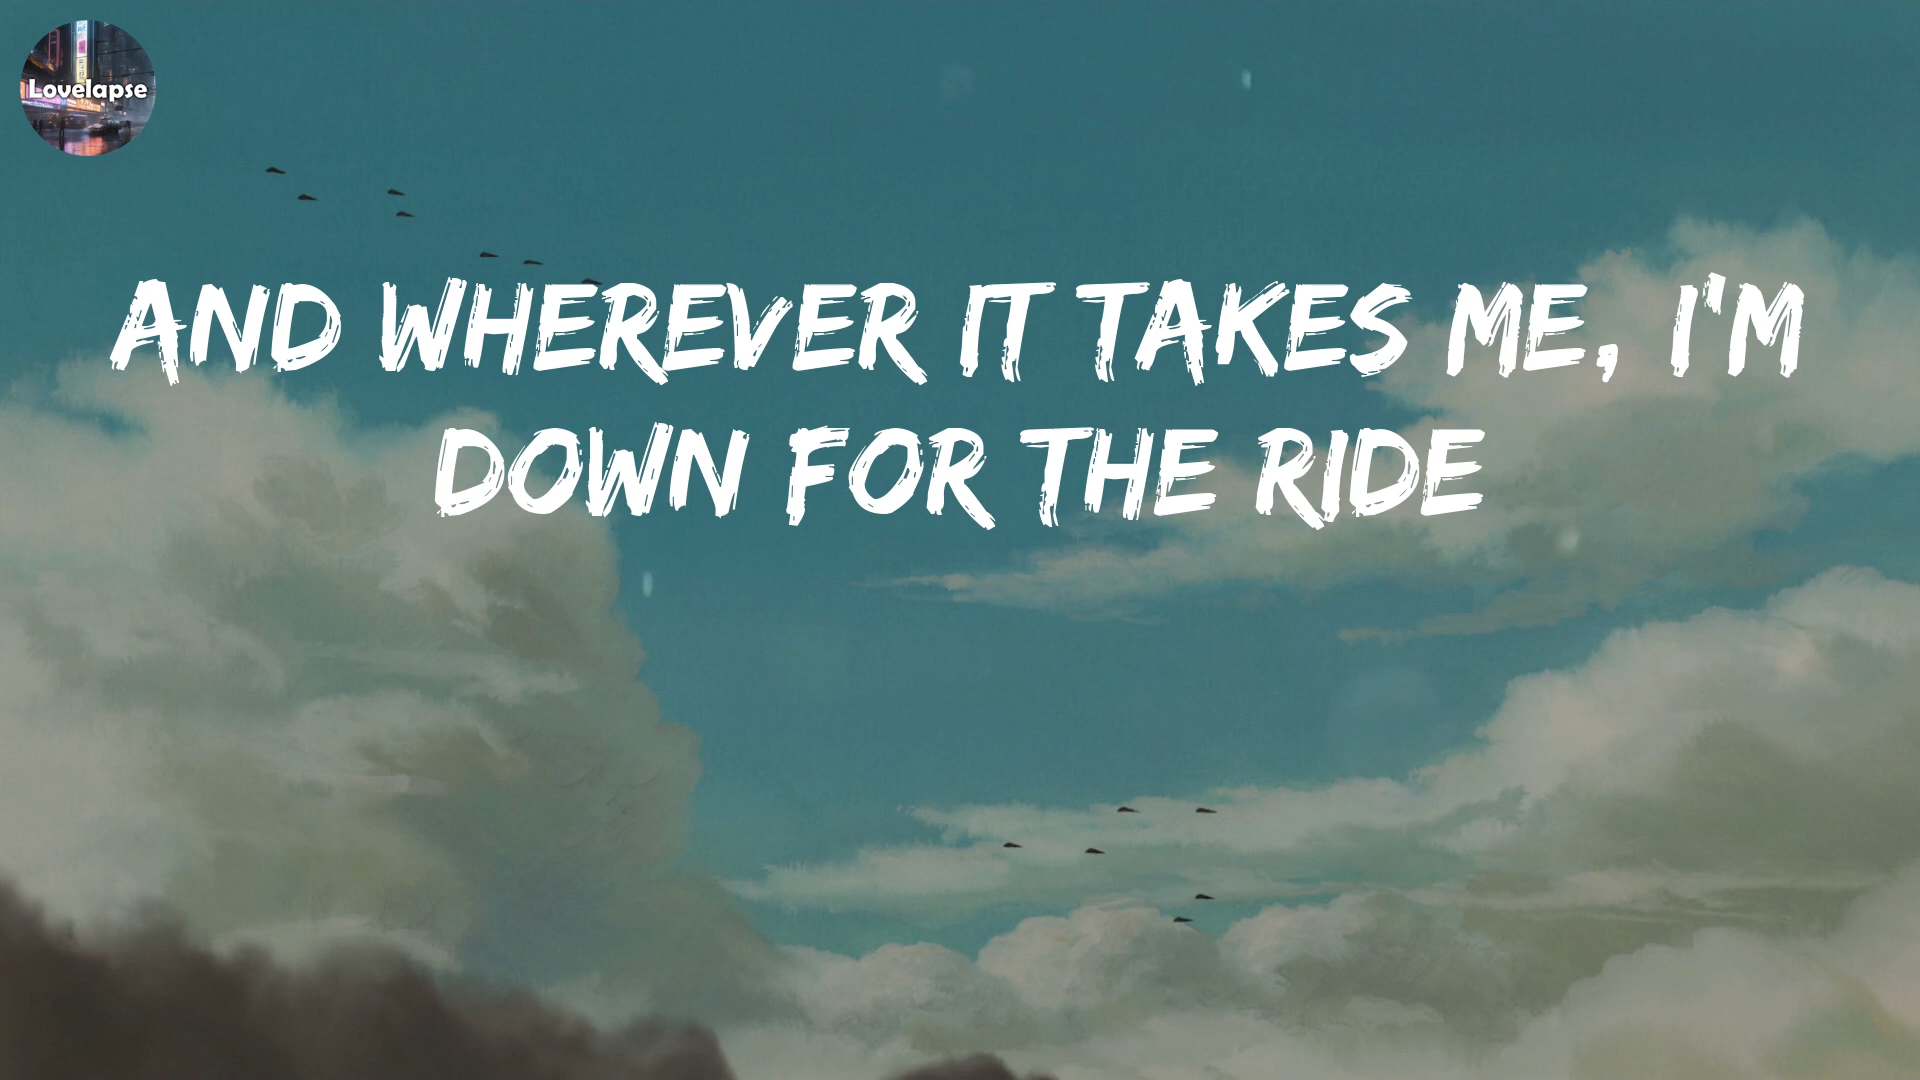 Lovelapse
AND WHEREVER IT TAKES ME, I'M
DOWN FOR THE RIDE